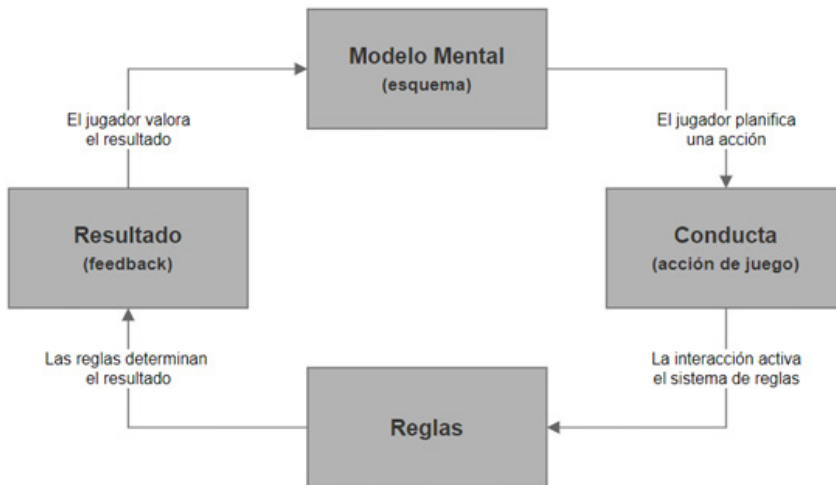 Modelo Mental
(esquema)
El jugador valora
el resultado
El jugador planifica
una acción
Resultado
(feedback)
Conducta
(acción de juego)
Las reglas determinan
el resultado
La interacción activa
el sistema de reglas
Reglas